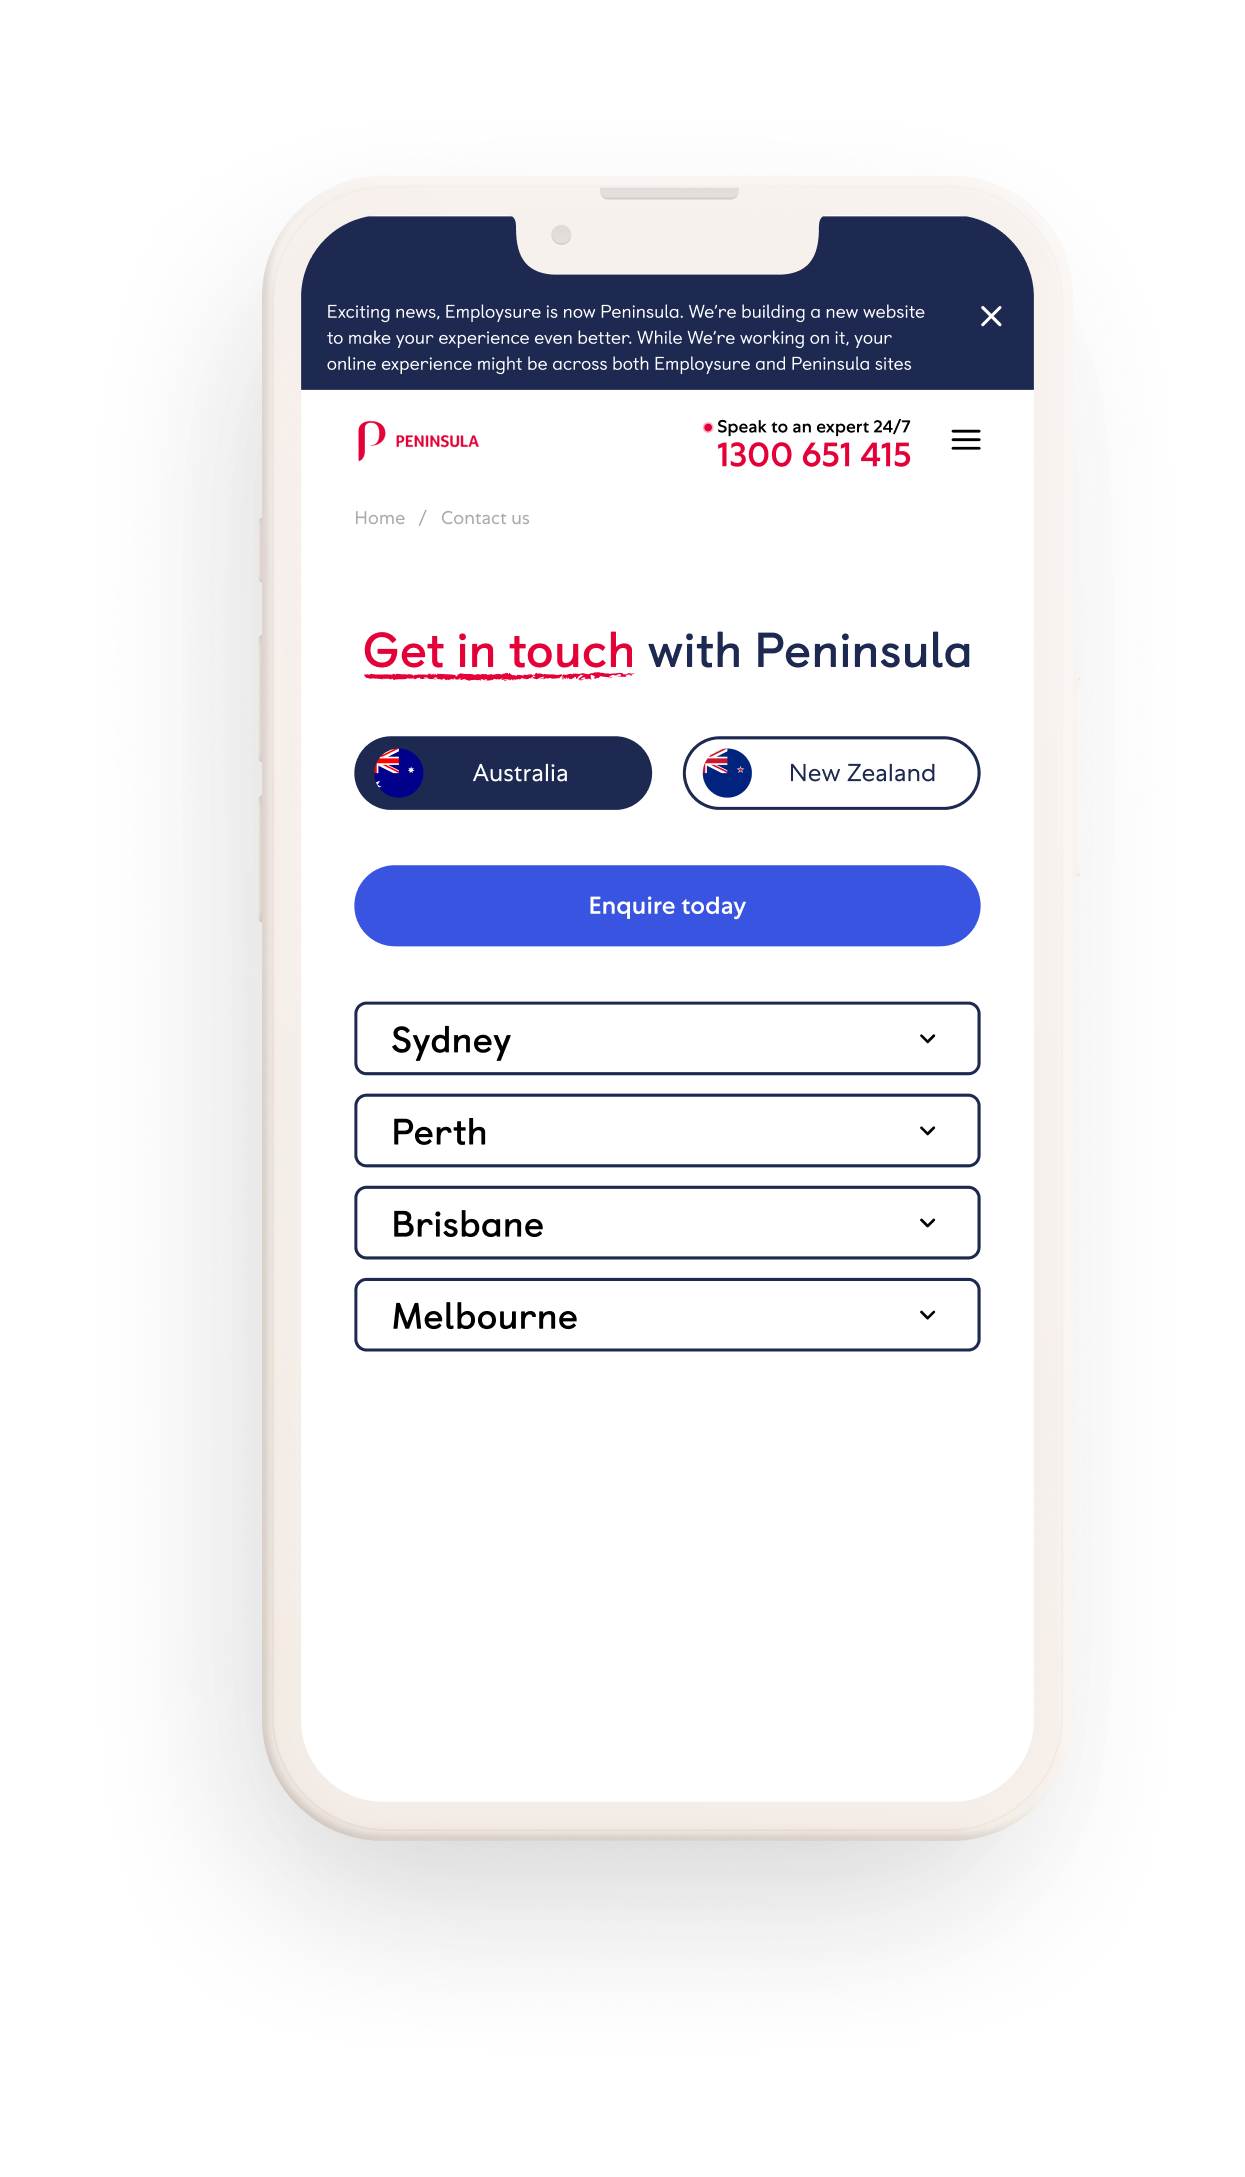 Exciting news, Employsure is now Peninsula. We’re building a new website
to make your experience even better. While We’re working on it, your
online experience might be across both Employsure and Peninsula sites
PENINSULA
Speak to an expert 24/7
1300 651 415
Home / Contact us
Get in touch with Peninsula
Australia
New Zealand
Enquire today
Sydney
Perth
Brisbane
Melbourne